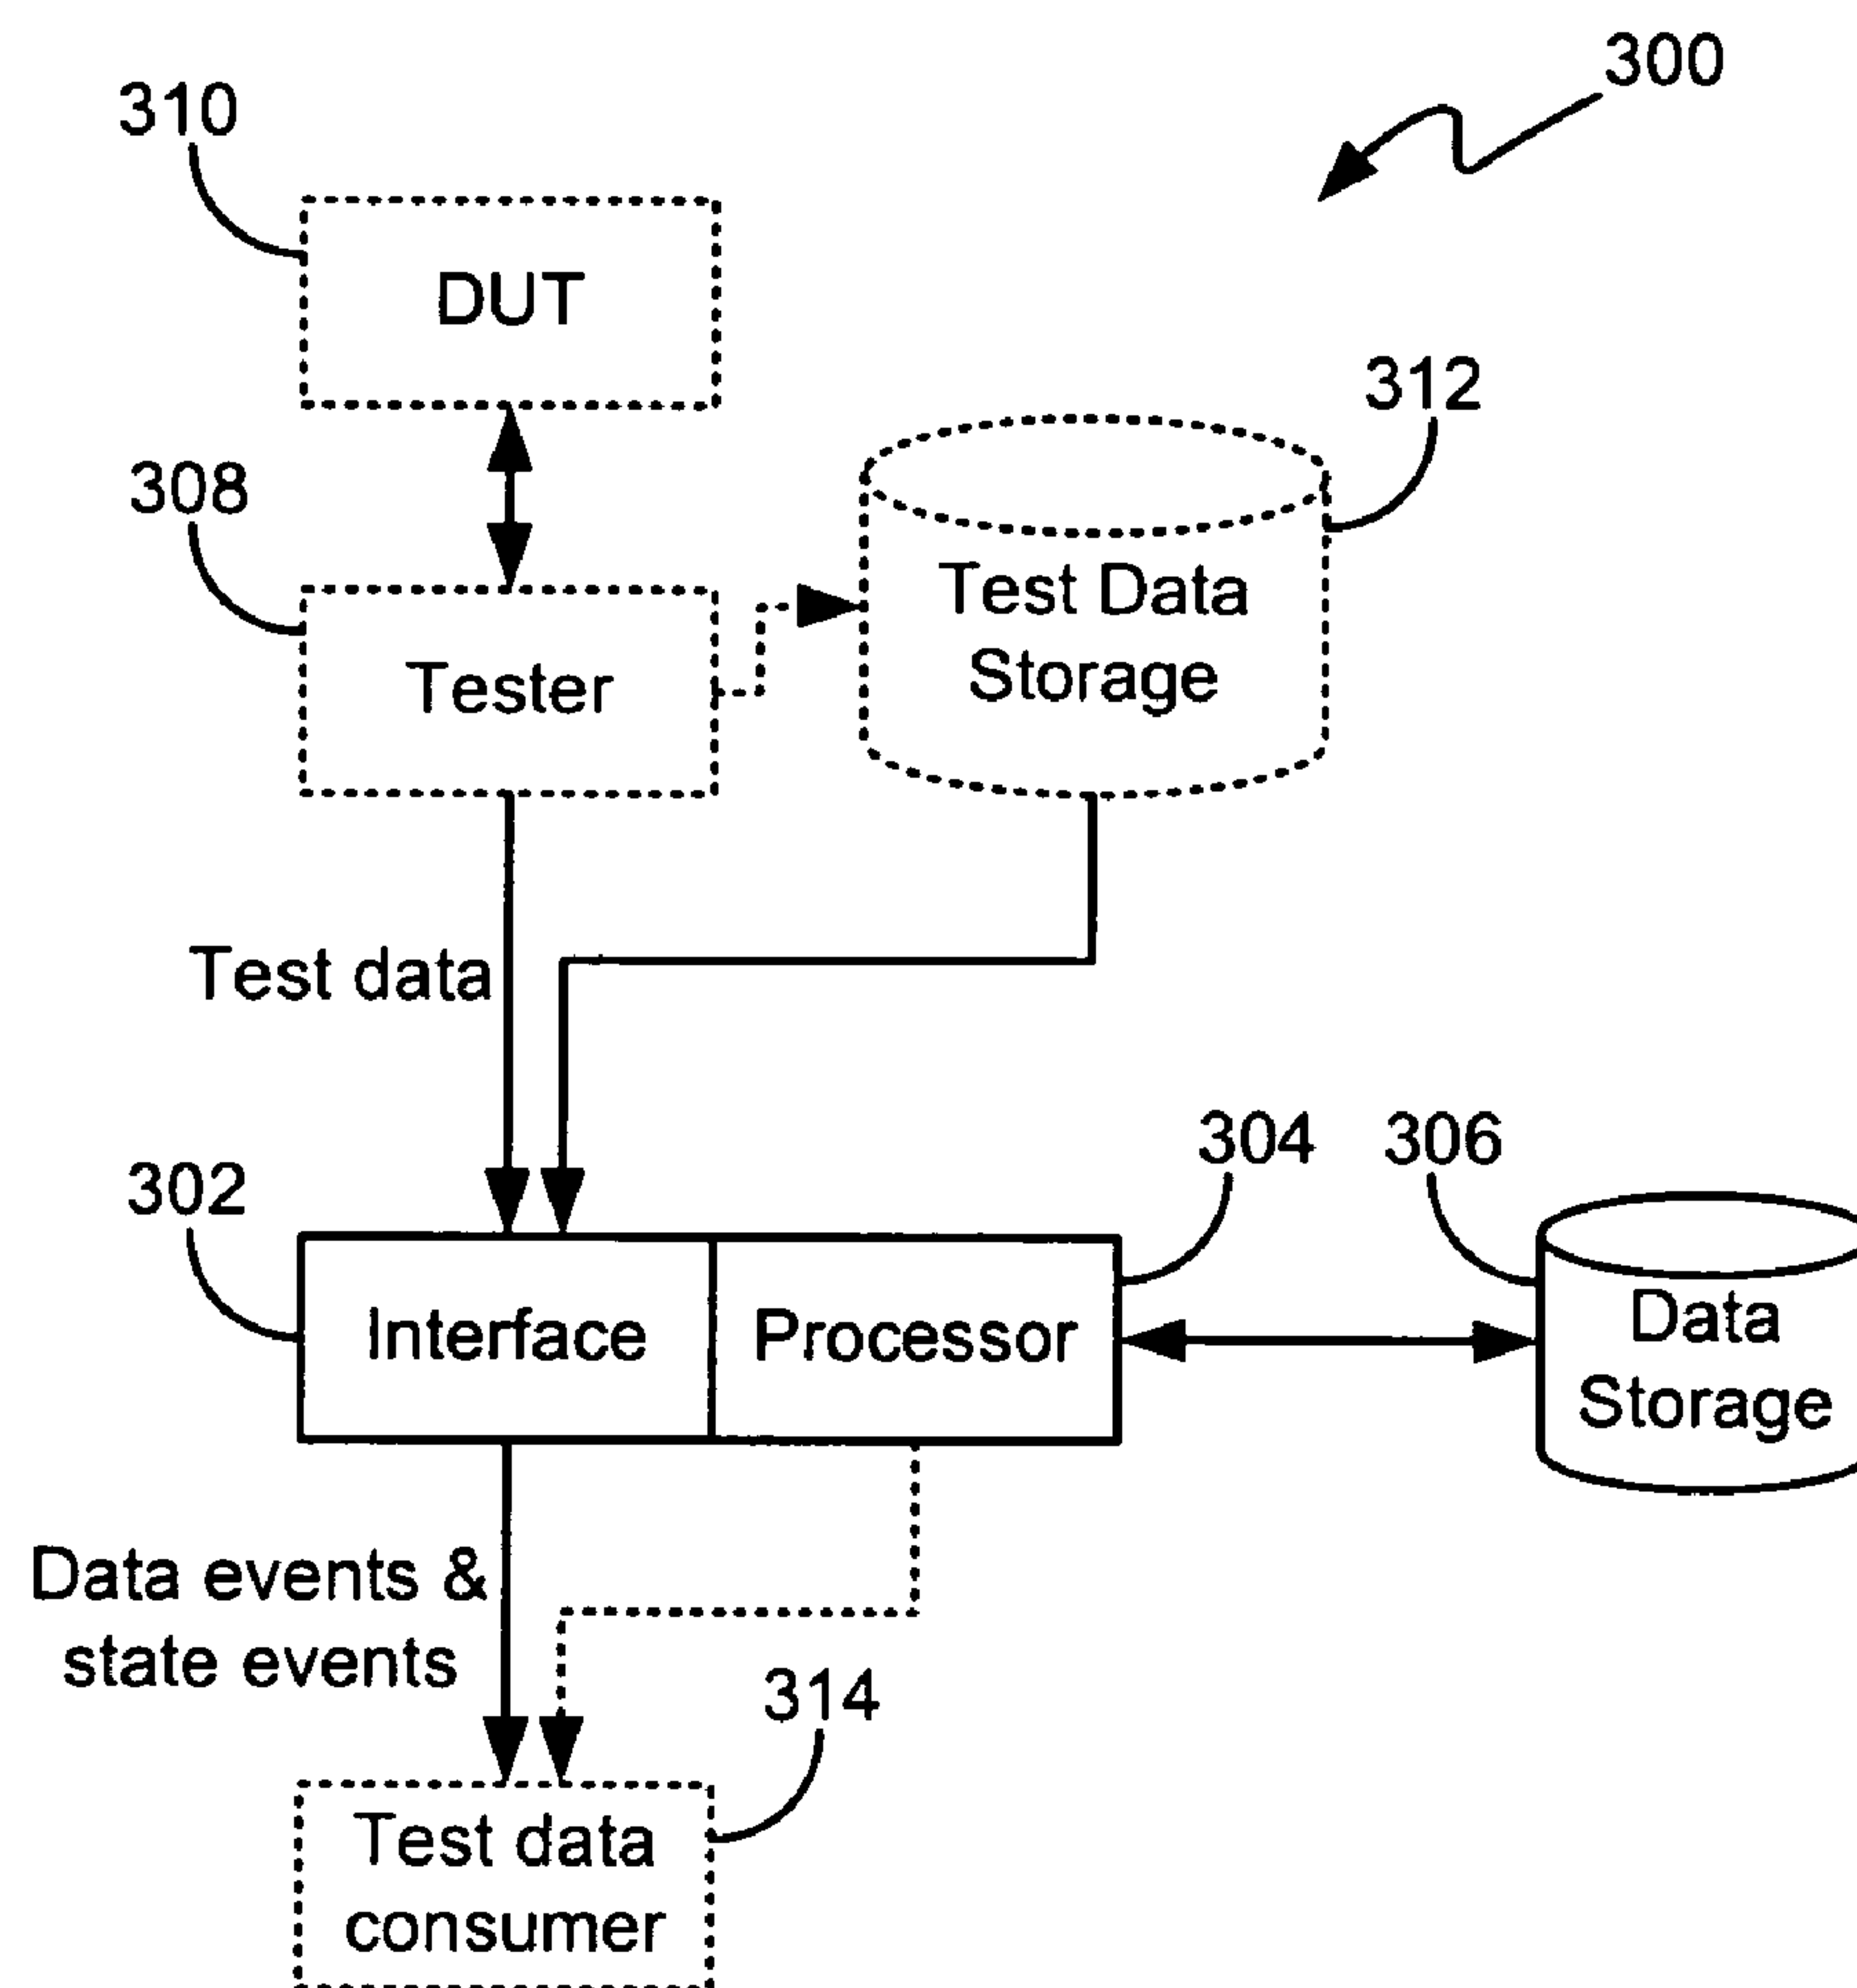 300
310
DUT
312
308
Test Data
Storage
Tester
Test data
304
306
302
Interface
Processor
Data
Storage
Data events &
state events
314
Test data
consumer